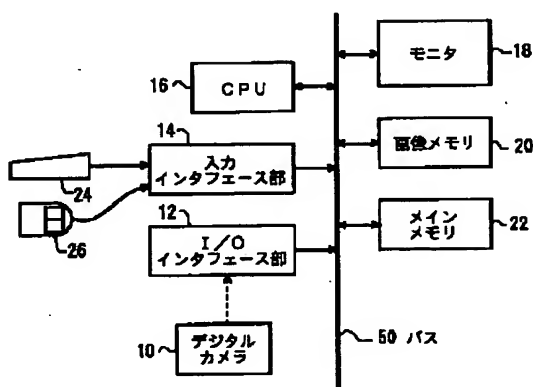 モニタ
18
16
CPU
14
入力
インタフェース部
画像メモリ
20
24
12
26
I/O
インタフェース部
メイン
メモリ
22
10
デジタル
カメラ
50 バス